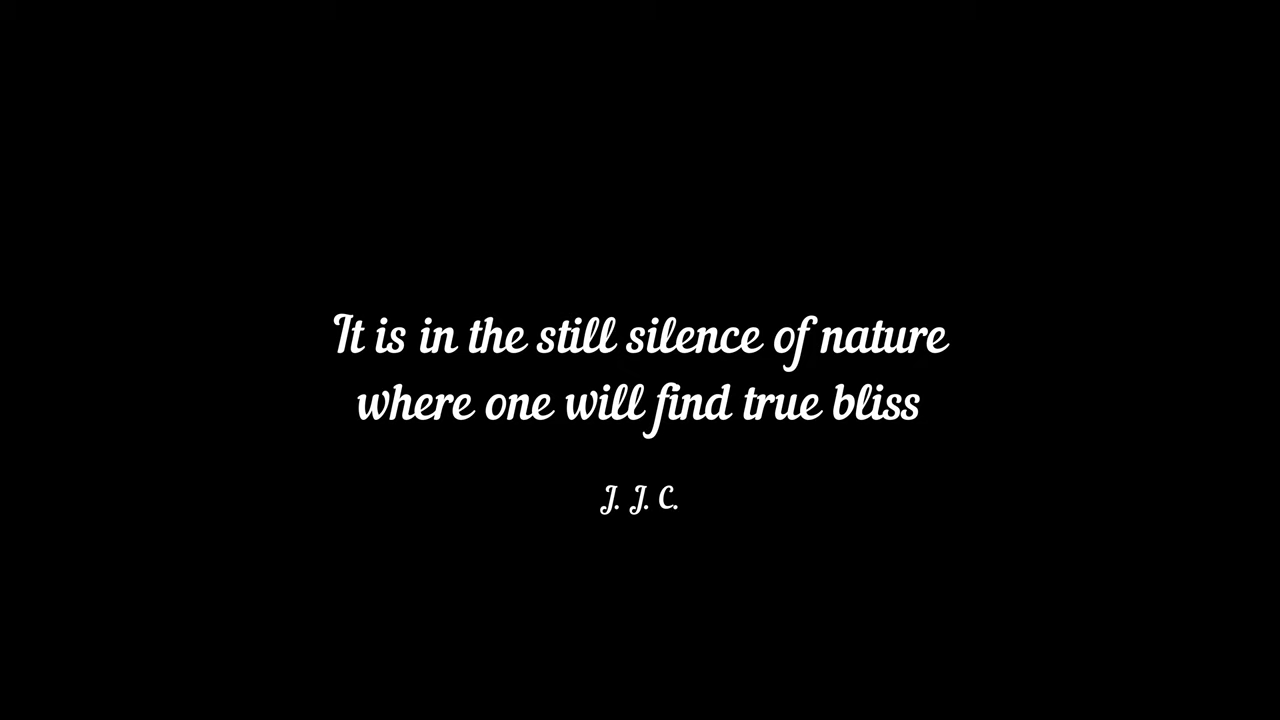 It is in the still silence of nature
where one will find true bliss
J. J. C.